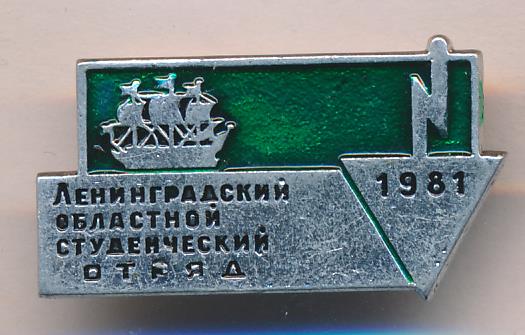 1981
ЛЕНИНГРАДСКИЙ
ОБЛАСТНОЙ
СТУДЕНЧЕСКИЙ
ОТРЯД